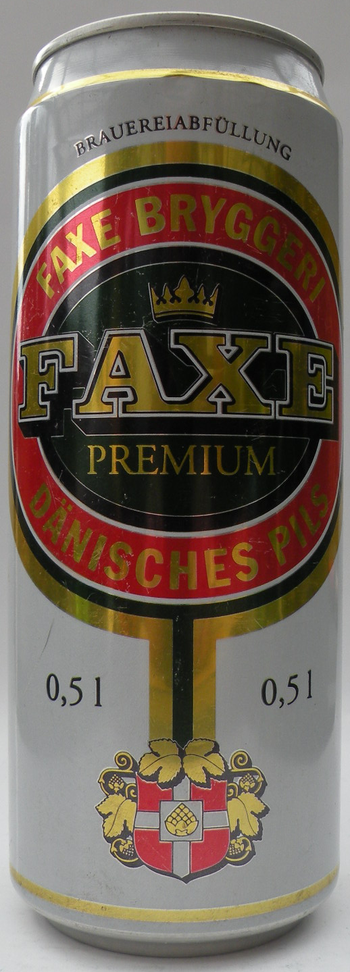 BRAUEREIABFÜLLUNG
FAXE BRYGGERI
FAXE
PREMIUM
DÄNISCHES PILS
0,5 l
0,5 l